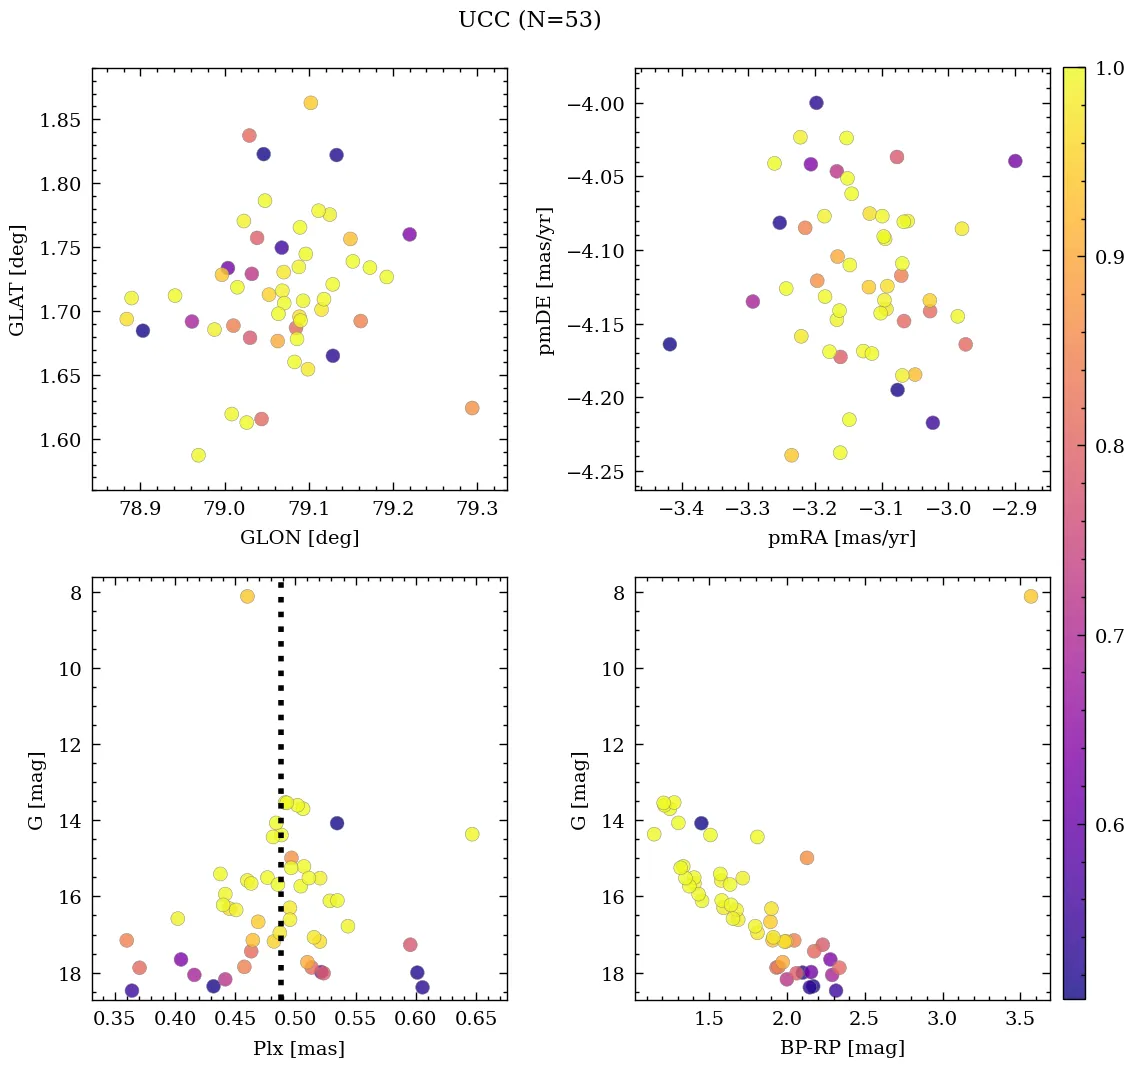 UCC (N=53)
1.85
1.80
1.75
1.70
1.65
1.60
GLAT [deg]
78.9 79.0 79.1 79.2 79.3
GLON [deg]
−4.00
−4.05
−4.10
−4.15
−4.20
−4.25
pmDE [mas/yr]
−3.4 −3.3 −3.2 −3.1 −3.0 −2.9
pmRA [mas/yr]
8
10
12
14
16
18
G [mag]
0.35 0.40 0.45 0.50 0.55 0.60 0.65
Plx [mas]
8
10
12
14
16
18
G [mag]
1.5 2.0 2.5 3.0 3.5
BP-RP [mag]
1.0
0.9
0.8
0.7
0.6